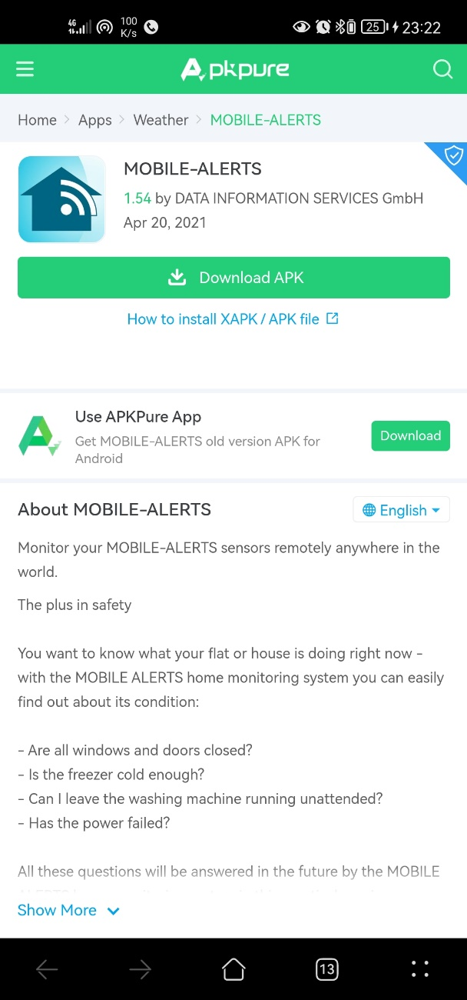 4G
100
K/s
25
23:22
Apkpure
Home > Apps > Weather > MOBILE-ALERTS
MOBILE-ALERTS
1.54 by DATA INFORMATION SERVICES GmbH
Apr 20, 2021
Download APK
How to install XAPK / APK file
Use APKPure App
Get MOBILE-ALERTS old version APK for
Android
Download
About MOBILE-ALERTS
English
Monitor your MOBILE-ALERTS sensors remotely anywhere in the
world.
The plus in safety
You want to know what your flat or house is doing right now -
with the MOBILE ALERTS home monitoring system you can easily
find out about its condition:
- Are all windows and doors closed?
- Is the freezer cold enough?
- Can I leave the washing machine running unattended?
- Has the power failed?
All these questions will be answered in the future by the MOBILE
Show More
13